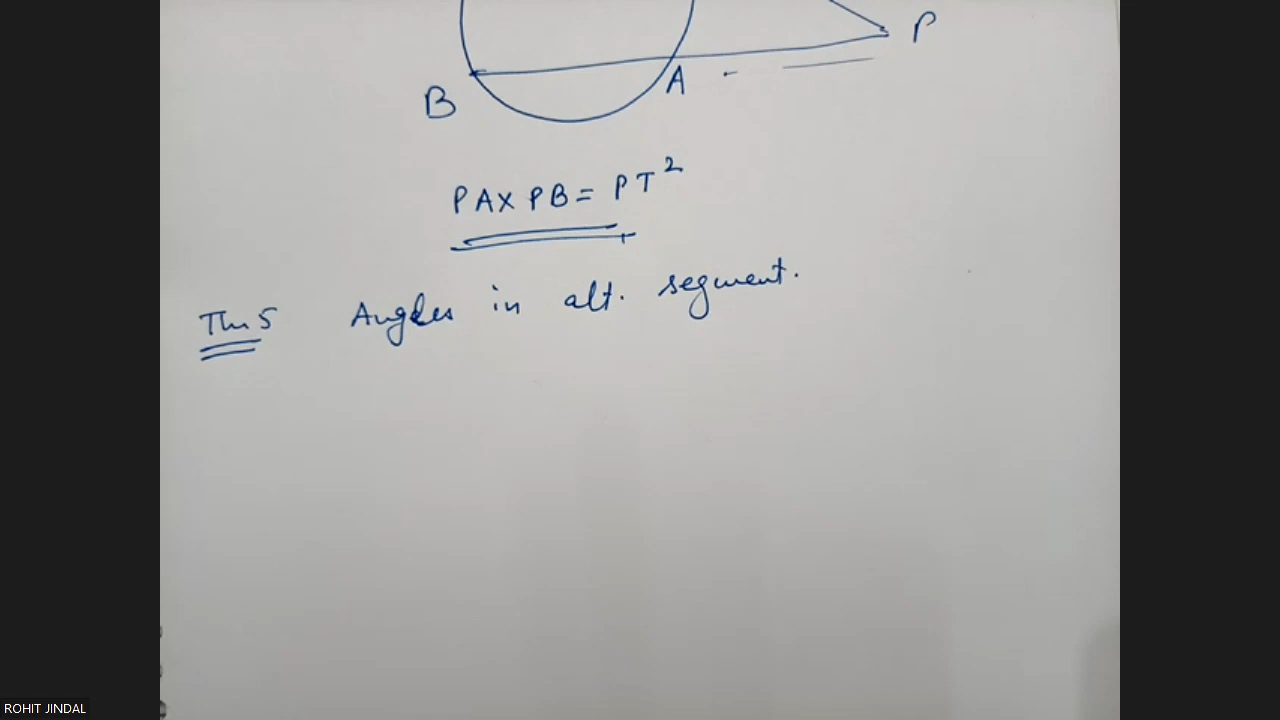 P
B
A
PA X PB = PT²
Thm 5 Angles in alt. segment.
ROHIT JINDAL